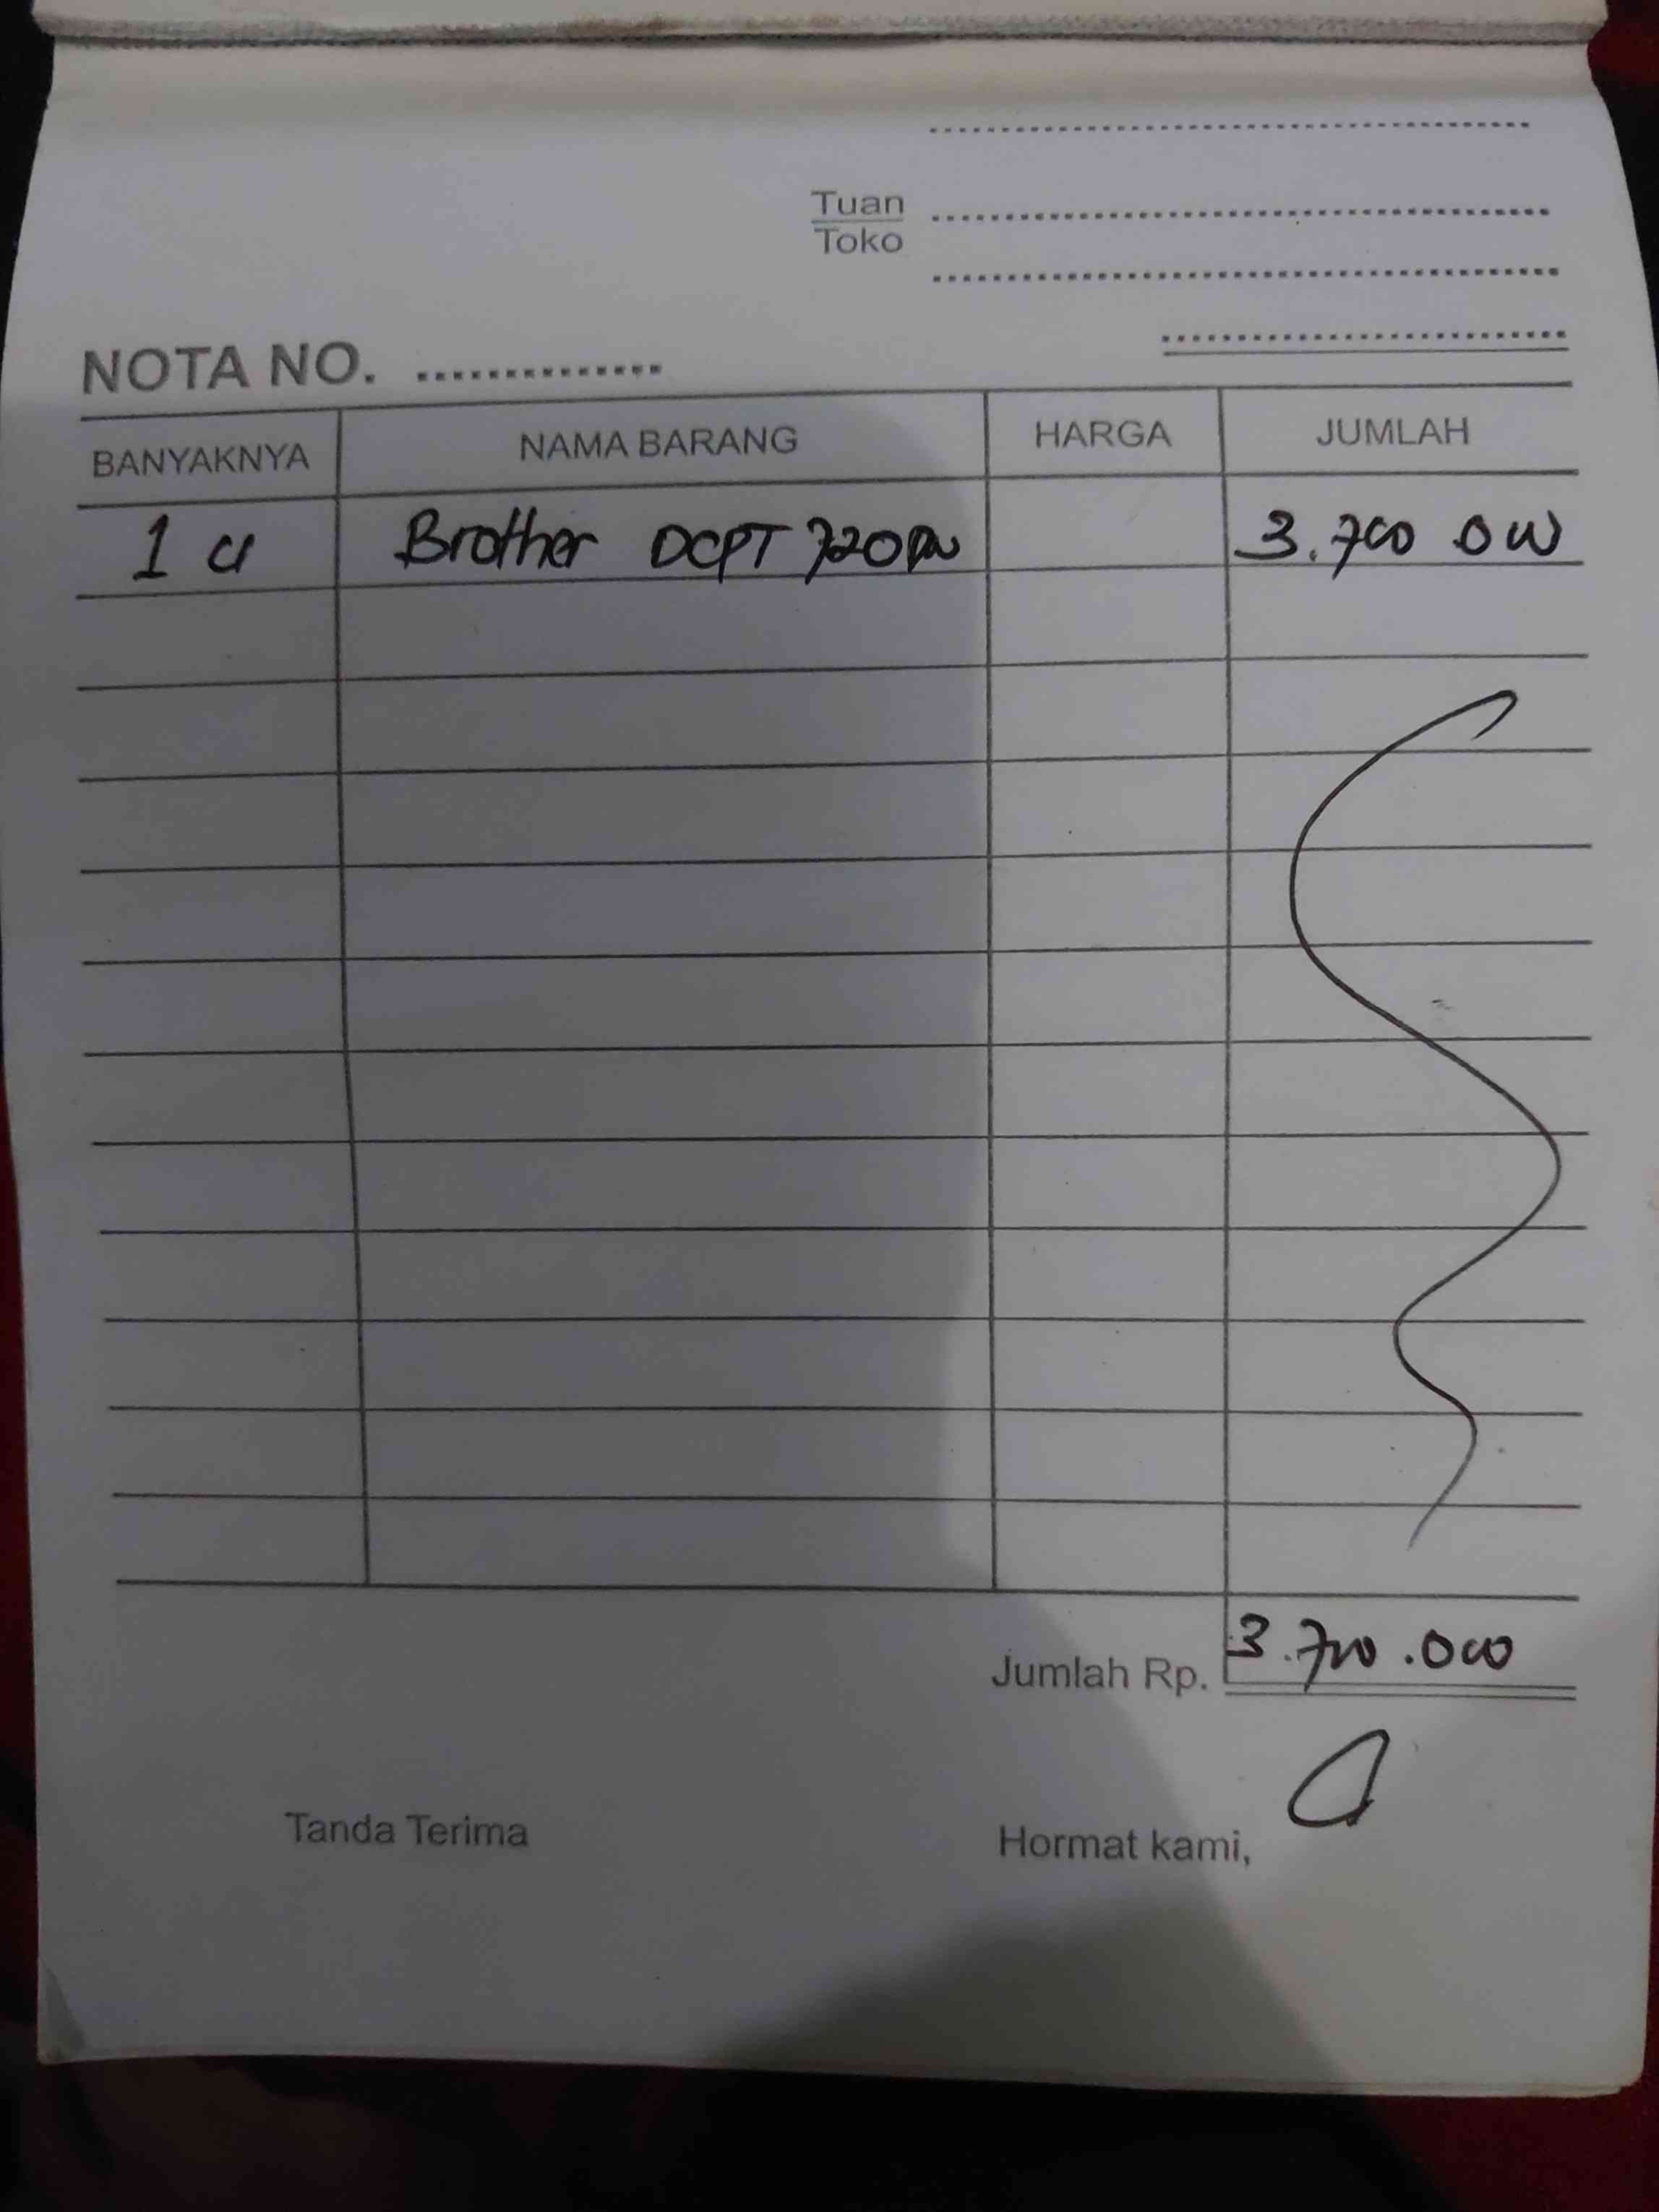 Tuan
Toko
NOTA NO.
BANYAKNYA NAMA BARANG HARGA JUMLAH
1 Brother DCPT 720DW 3.700 000
Jumlah Rp. 3.700.000
Tanda Terima Hormat kami,